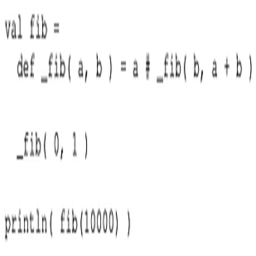 val fib =
def _fib( a, b ) = a # _fib( b, a + b )
_fib( 0, 1 )
println( fib(10000) )